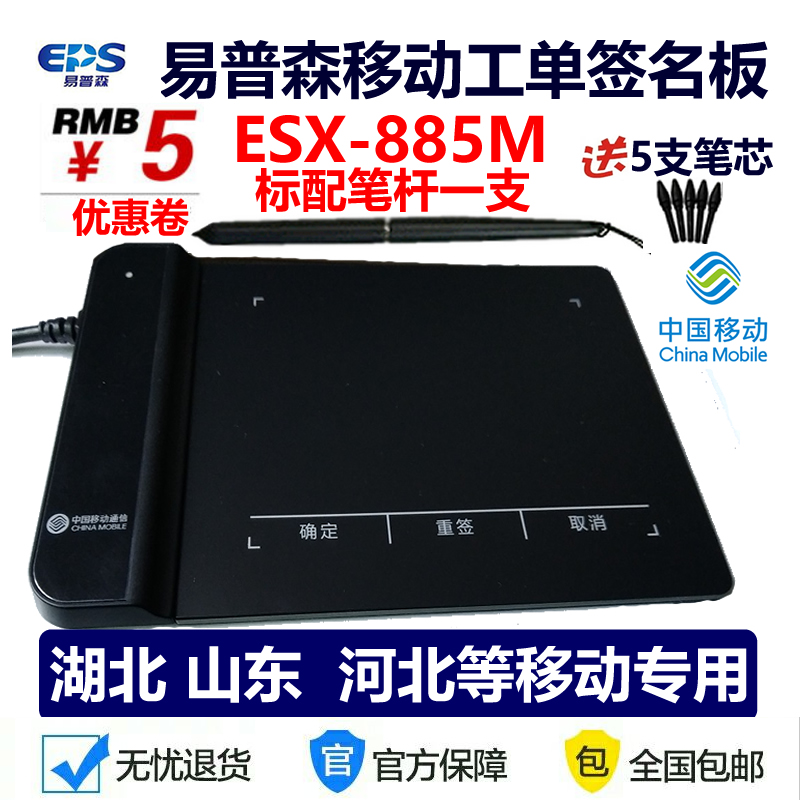 EPS
易普森
易普森移动工单签名板
RMB
¥5
优惠卷
ESX-885M
标配笔杆一支
送5支笔芯
中国移动
China Mobile
中国移动通信
CHINA MOBILE
确定
重签
取消
湖北 山东 河北等移动专用
无忧退货
官 官方保障
包 全国包邮